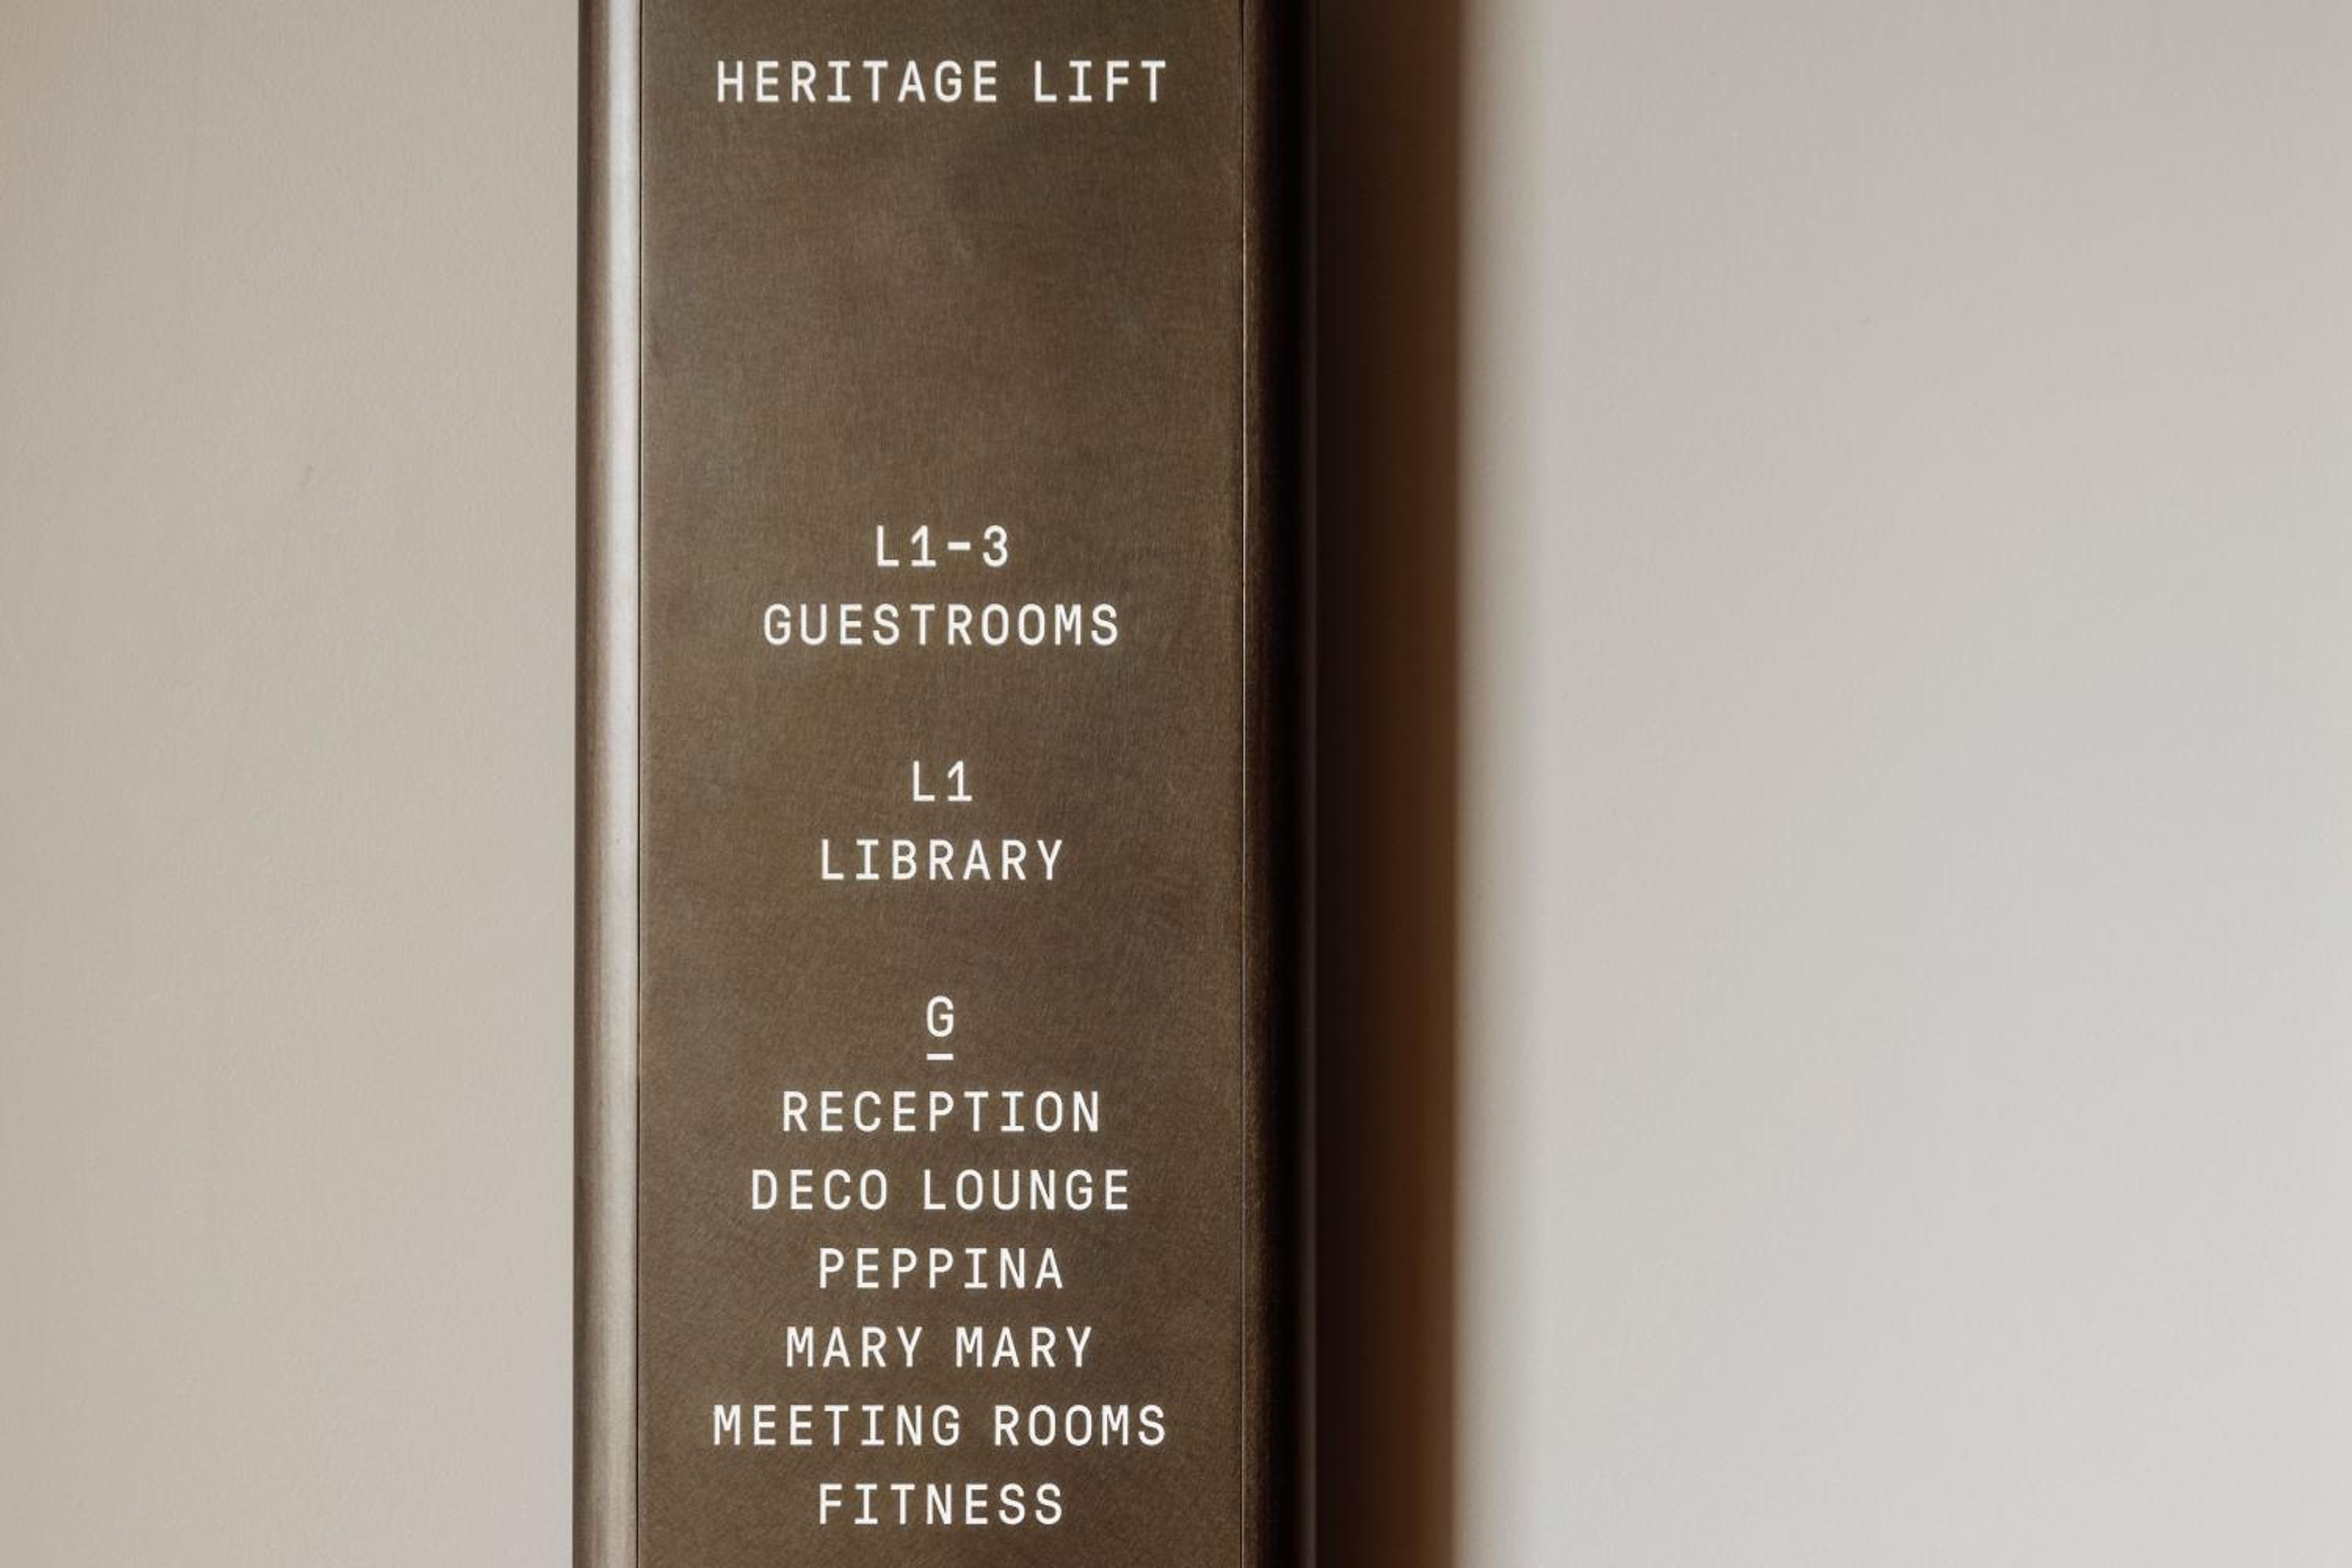 HERITAGE LIFT
L1-3
GUESTROOMS
L1
LIBRARY
G
RECEPTION
DECO LOUNGE
PEPPINA
MARY MARY
MEETING ROOMS
FITNESS